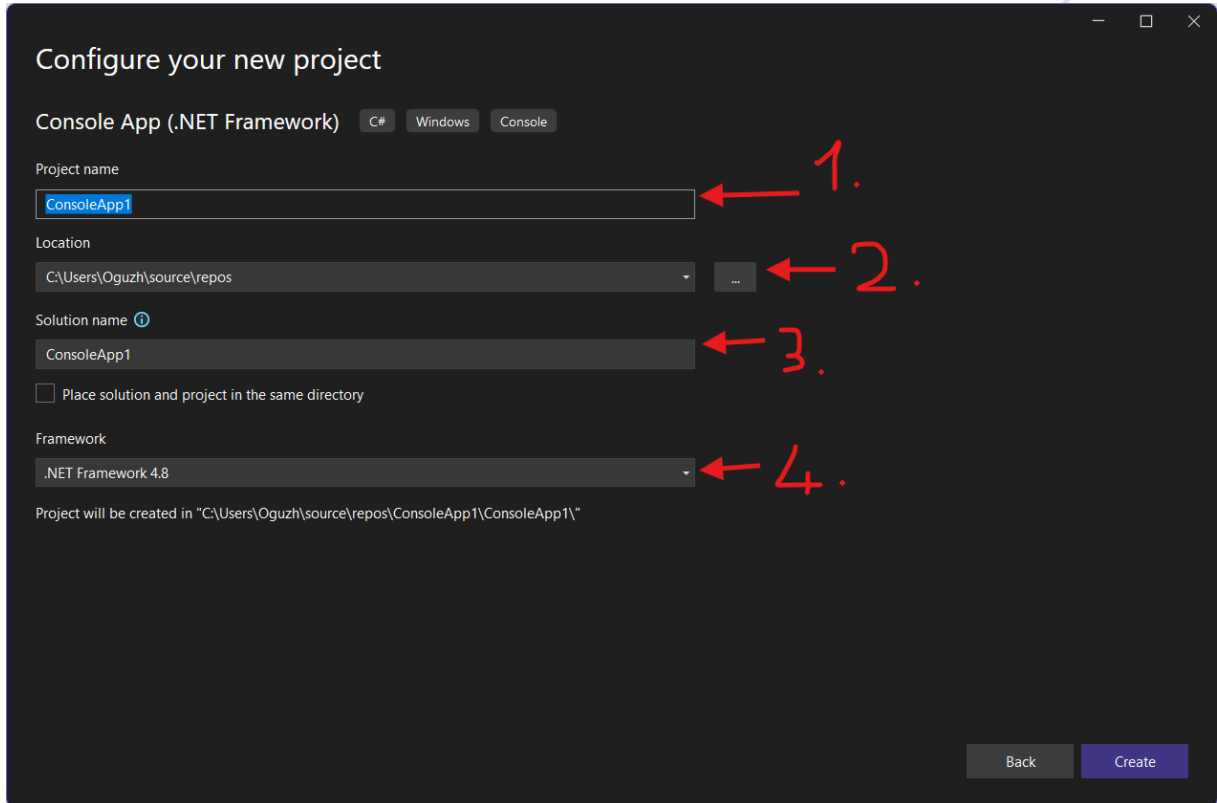 Configure your new project
Console App (.NET Framework) C# Windows Console
Project name
1.
ConsoleApp1
Location
C:\Users\Oguzh\source\repos ... 2.
Solution name
ConsoleApp1 3.
Place solution and project in the same directory
Framework
.NET Framework 4.8 4.
Project will be created in "C:\Users\Oguzh\source\repos\ConsoleApp1\ConsoleApp1\"
Back Create